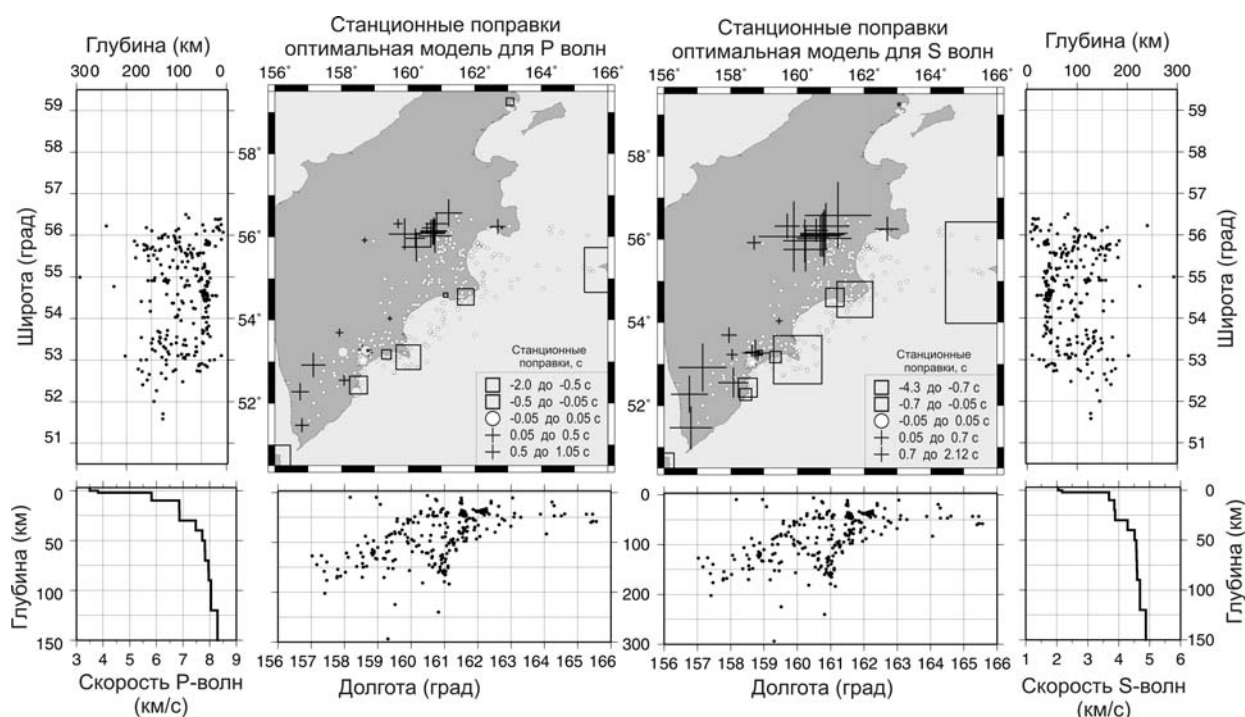 Станционные поправки
оптимальная модель для P волн
Станционные поправки
оптимальная модель для S волн
Глубина (км)
300 200 100 0
156° 158° 160° 162° 164° 166°
156° 158° 160° 162° 164° 166°
Глубина (км)
0 100 200 300
Широта (град)
59
58
57
56
55
54
53
52
51
58°
56°
54°
52°
Станционные
поправки, с
-2.0 до -0.5 с
-0.5 до -0.05 с
-0.05 до 0.05 с
0.05 до 0.5 с
0.5 до 1.05 с
58°
56°
54°
52°
Станционные
поправки, с
-4.3 до -0.7 с
-0.7 до -0.05 с
-0.05 до 0.05 с
0.05 до 0.7 с
0.7 до 2.12 с
59
58
57
56
55
54
53
52
51
Широта (град)
Глубина (км)
0
50
100
150
3 4 5 6 7 8 9
Скорость P-волн
(км/с)
156 157 158 159 160 161 162 163 164 165 166
Долгота (град)
0
100
200
300
156 157 158 159 160 161 162 163 164 165 166
Долгота (град)
0
50
100
150
Глубина (км)
1 2 3 4 5 6
Скорость S-волн
(км/с)